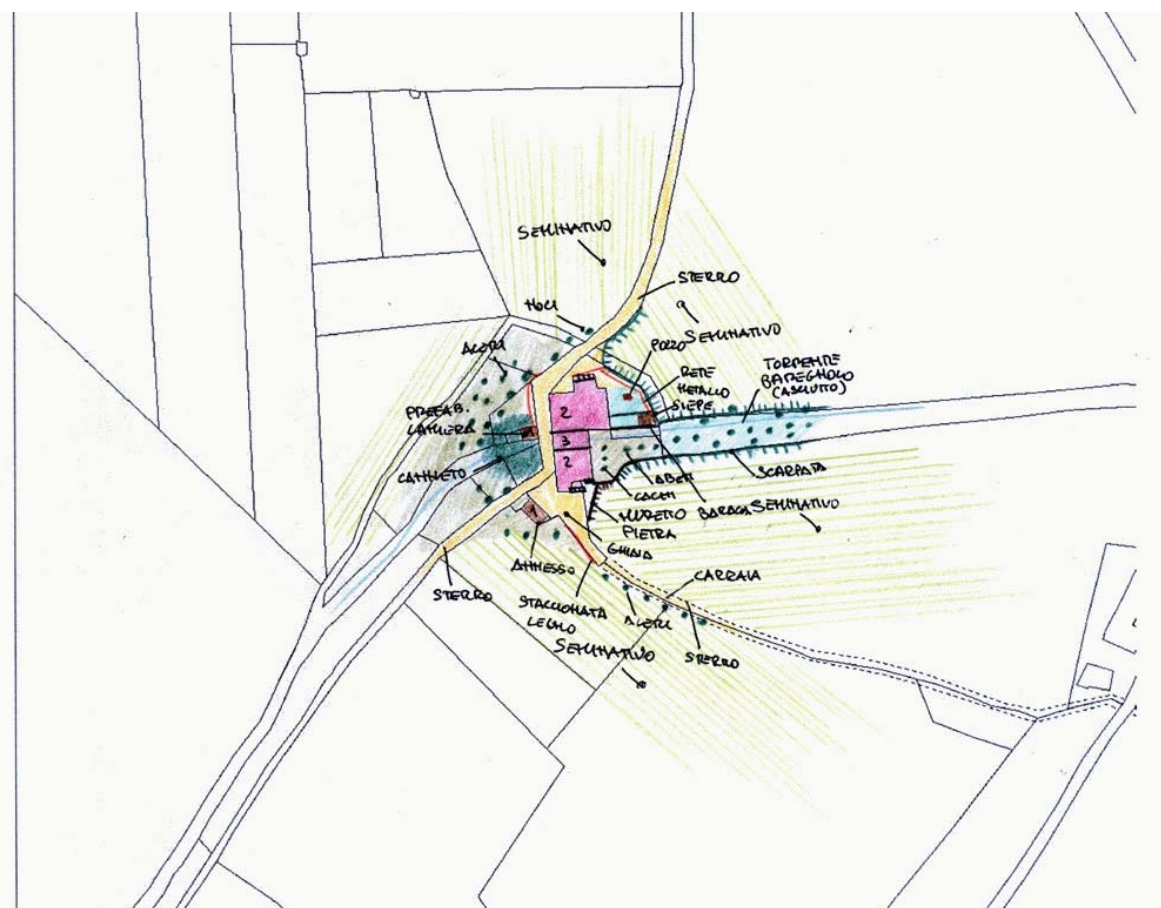 SEMINATIVO
STERRO
NOCI
SEMINATIVO
POZZO
ACERI
RETE
METALLO
SIEPE
TORRENTE
(ASCIUTTO)
PREFAB.
LAMIERA
2
3
2
CANNETO
SCARPATA
ABETI
CACHI
MURETTO
PIETRA
BARACCA
SEMINATIVO
GHIAIA
1
ANNESSO
CARRAIA
STERRO
STACCIONATA
LEGNO
ACERI
STERRO
SEMINATIVO